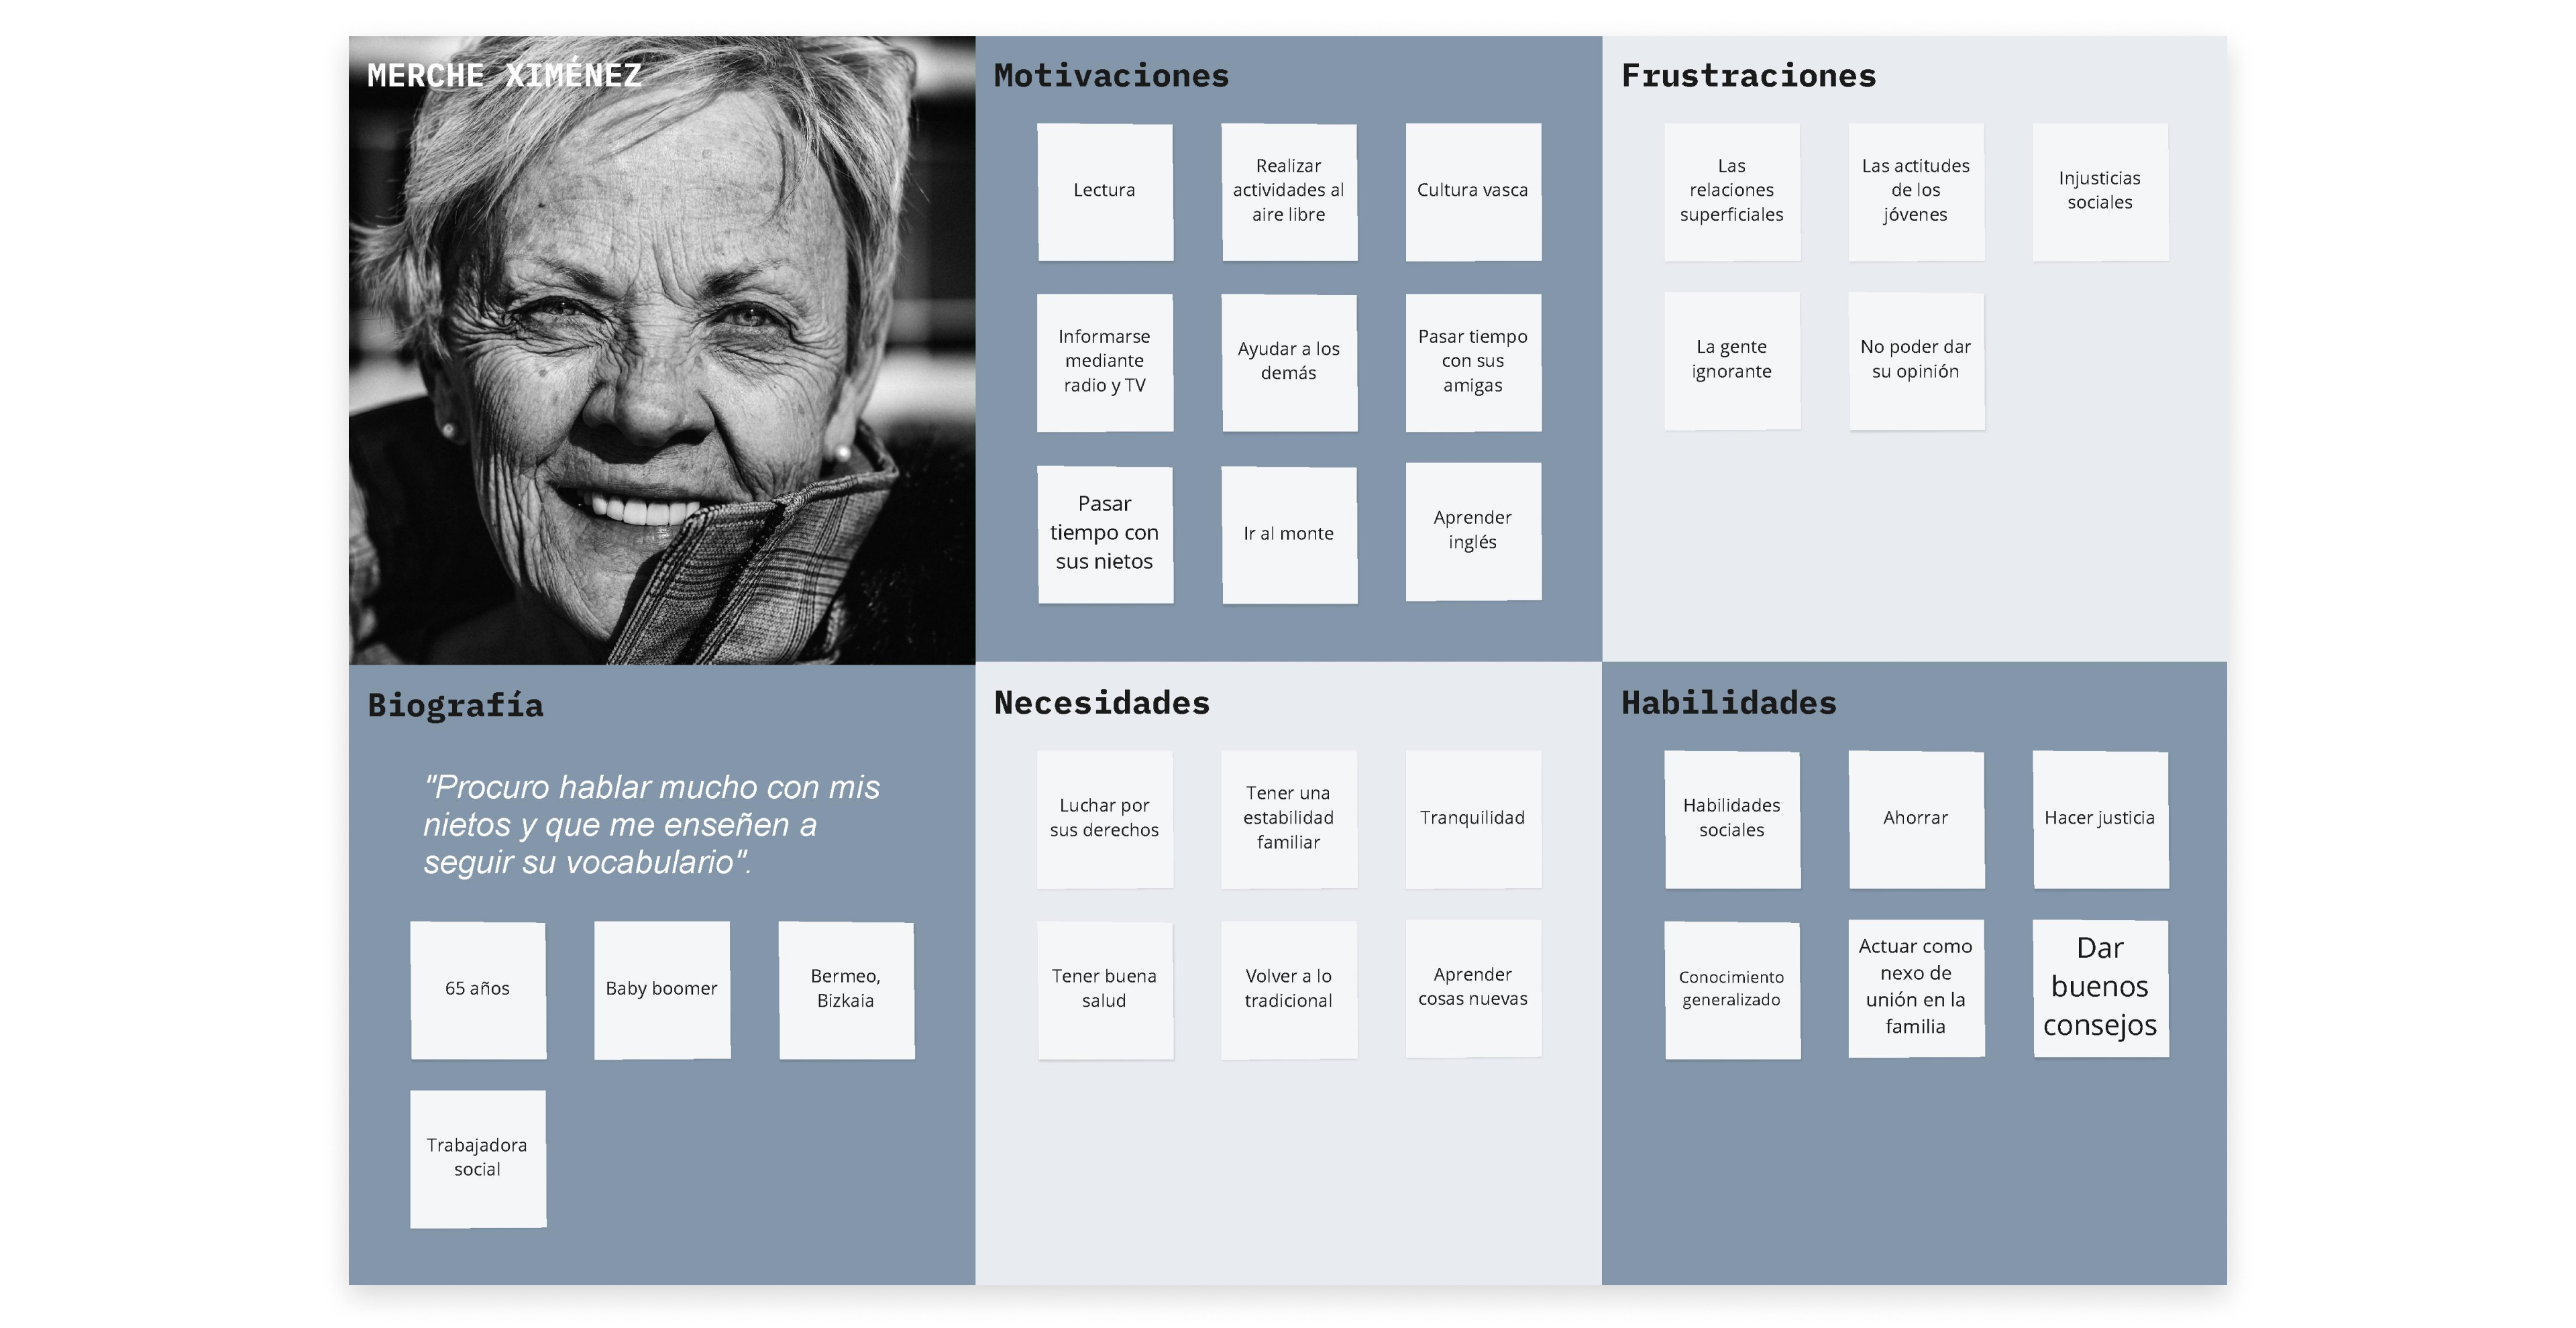 MERCHE XIMÉNEZ
Motivaciones
Lectura
Realizar
actividades al
aire libre
Cultura vasca
Informarse
mediante
radio y TV
Ayudar a los
demás
Pasar tiempo
con sus
amigas
Pasar
tiempo con
sus nietos
Ir al monte
Aprender
inglés
Frustraciones
Las
relaciones
superficiales
Las actitudes
de los
jóvenes
Injusticias
sociales
La gente
ignorante
No poder dar
su opinión
Biografía
"Procuro hablar mucho con mis
nietos y que me enseñen a
seguir su vocabulario".
65 años
Baby boomer
Bermeo,
Bizkaia
Trabajadora
social
Necesidades
Luchar por
sus derechos
Tener una
estabilidad
familiar
Tranquilidad
Tener buena
salud
Volver a lo
tradicional
Aprender
cosas nuevas
Habilidades
Habilidades
sociales
Ahorrar
Hacer justicia
Conocimiento
generalizado
Actuar como
nexo de
unión en la
familia
Dar
buenos
consejos